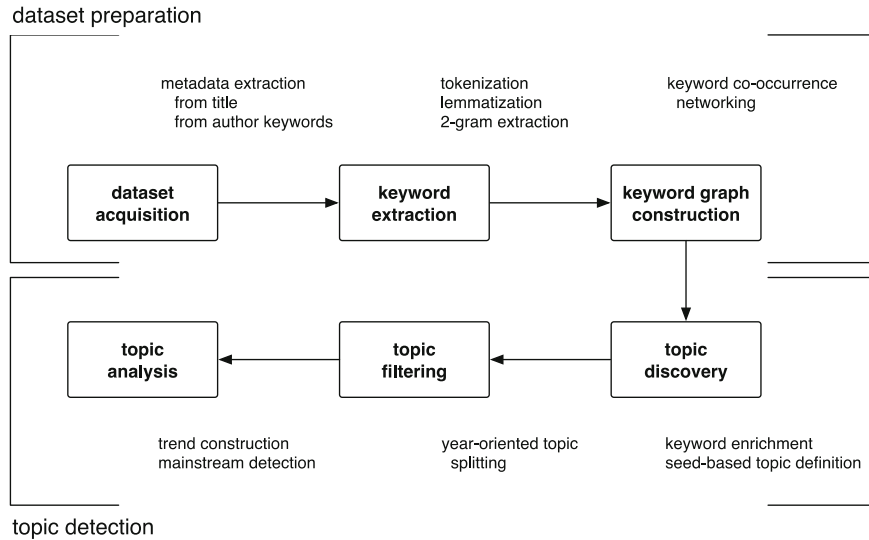 dataset preparation
metadata extraction
from title
from author keywords
tokenization
lemmatization
2-gram extraction
keyword co-occurrence
networking
dataset
acquisition
keyword
extraction
keyword graph
construction
topic
analysis
topic
filtering
topic
discovery
trend construction
mainstream detection
year-oriented topic
splitting
keyword enrichment
seed-based topic definition
topic detection